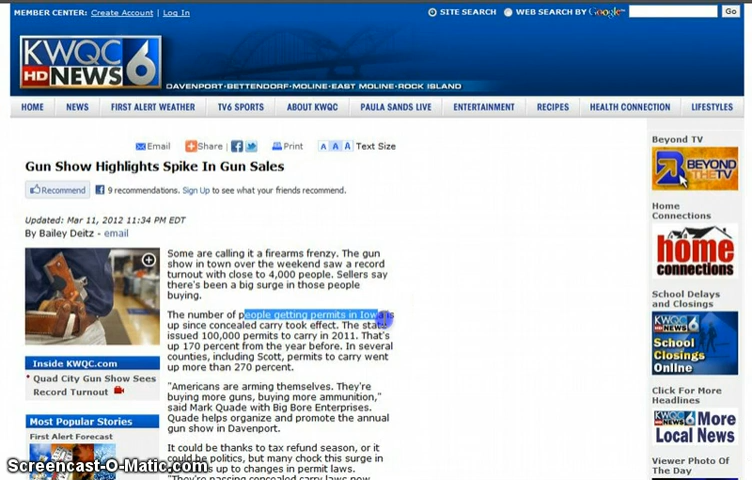 MEMBER CENTER: Create Account | Log In
SITE SEARCH WEB SEARCH BY Google Go
KWQC
HD NEWS 6
DAVENPORT-BETTENDORF-MOLINE-EAST MOLINE-ROCK ISLAND
HOME NEWS FIRST ALERT WEATHER TV6 SPORTS ABOUT KWQC PAULA SANDS LIVE ENTERTAINMENT RECIPES HEALTH CONNECTION LIFESTYLES
Email Share Print A A A Text Size
Gun Show Highlights Spike In Gun Sales
Recommend 9 recommendations. Sign Up to see what your friends recommend.
Updated: Mar 11, 2012 11:34 PM EDT
By Bailey Deitz - email
Some are calling it a firearms frenzy. The gun
show in town over the weekend saw a record
turnout with close to 4,000 people. Sellers say
there's been a big surge in those people
buying.
The number of people getting permits in Iowa is
up since concealed carry took effect. The state
issued 100,000 permits to carry in 2011. That's
up 170 percent from the year before. In several
counties, including Scott, permits to carry went
up more than 270 percent.
"Americans are arming themselves. They're
buying more guns, buying more ammunition,"
said Mark Quade with Big Bore Enterprises.
Quade helps organize and promote the annual
gun show in Davenport.
It could be thanks to tax refund season, or it
could be politics, but many chock this surge in
up to changes in permit laws.
"They're passing concealed carry laws now
Inside KWQC.com
Quad City Gun Show Sees
Record Turnout
Most Popular Stories
First Alert Forecast
Beyond TV
BEYOND
THE TV
Home
Connections
home
connections
School Delays and
Closings
KWQC NEWS 6
School
Closings
Online
Click For More
Headlines
KWQC NEWS 6 More
Local News
Viewer Photo Of
The Day
Screencast-O-Matic.com